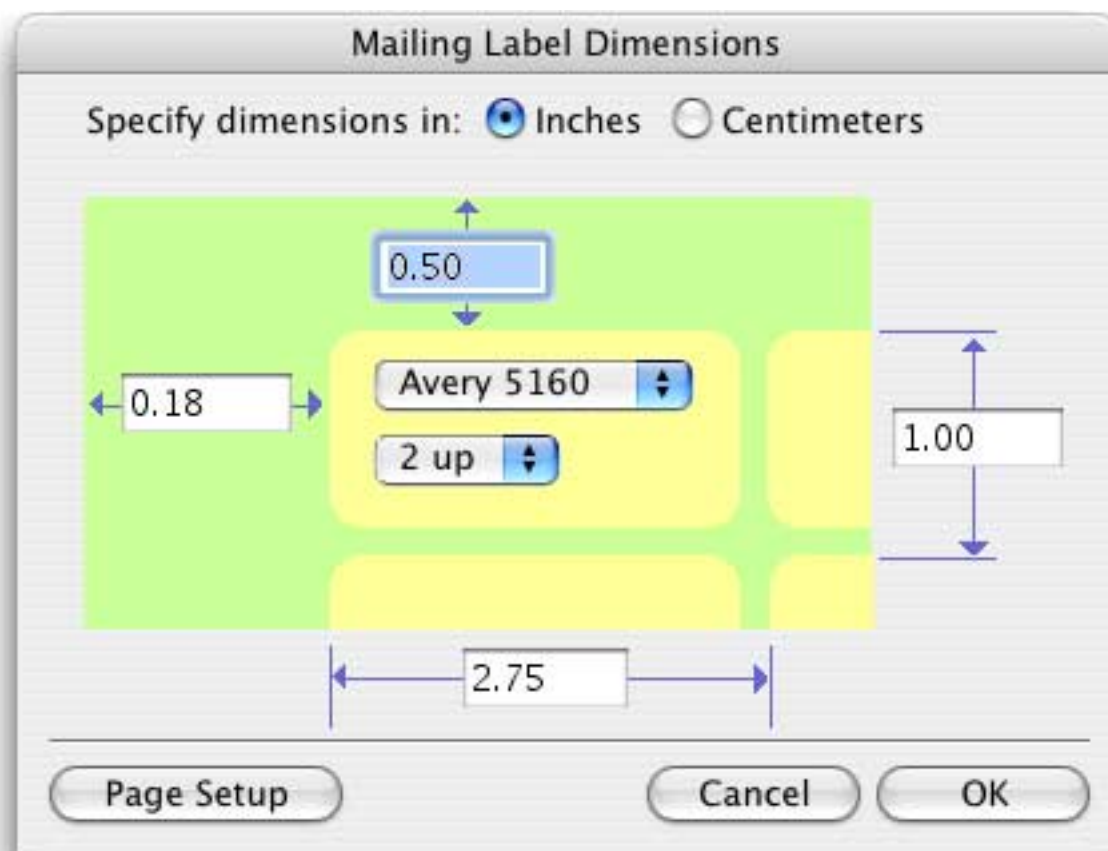 Mailing Label Dimensions
Specify dimensions in: Inches Centimeters
0.50
Avery 5160
0.18
1.00
2 up
2.75
Page Setup Cancel OK